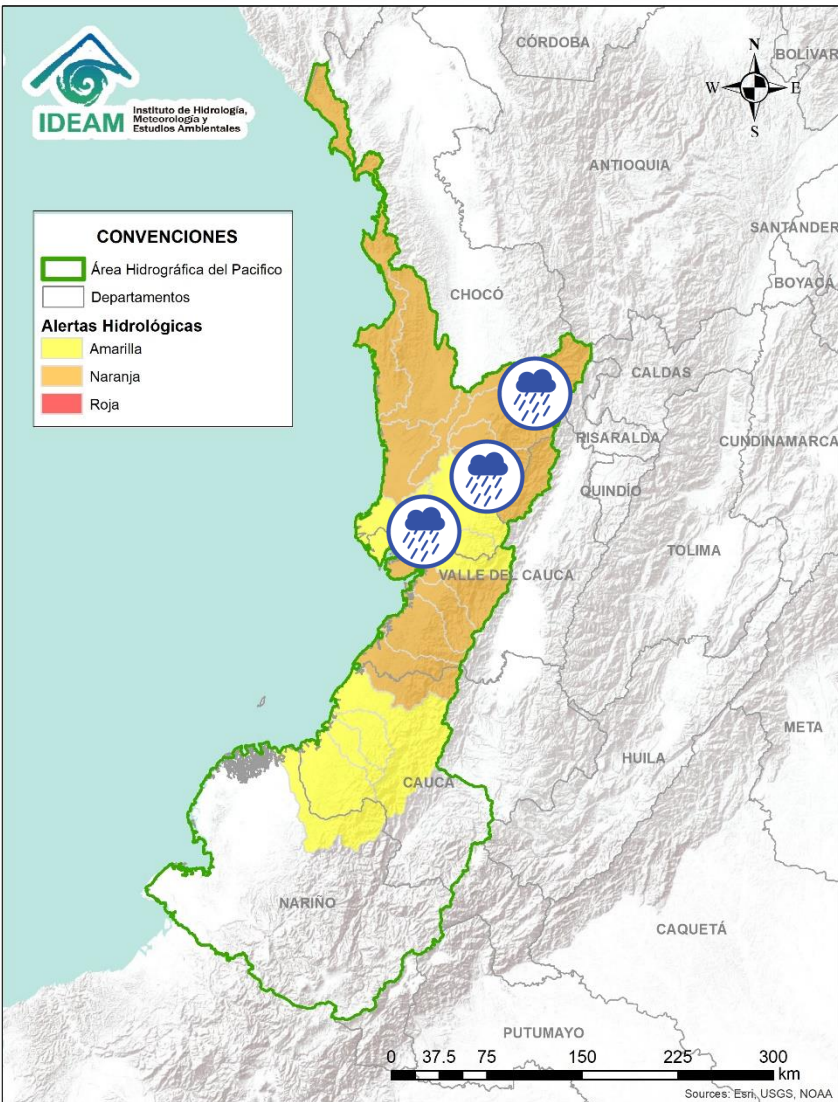 IDEAM
Instituto de Hidrología,
Meteorología y
Estudios Ambientales
CONVENCIONES
Área Hidrográfica del Pacifico
Departamentos
Alertas Hidrológicas
Amarilla
Naranja
Roja
N
W
E
S
CÓRDOBA
BOLÍVAR
ANTIOQUIA
SANTANDER
BOYACÁ
CHOCÓ
CALDAS
RISARALDA
CUNDINAMARCA
QUINDÍO
TOLIMA
VALLE DEL CAUCA
META
HUILA
CAUCA
NARIÑO
CAQUETÁ
PUTUMAYO
0 37.5 75 150 225 300
km
Sources: Esri, USGS, NOAA